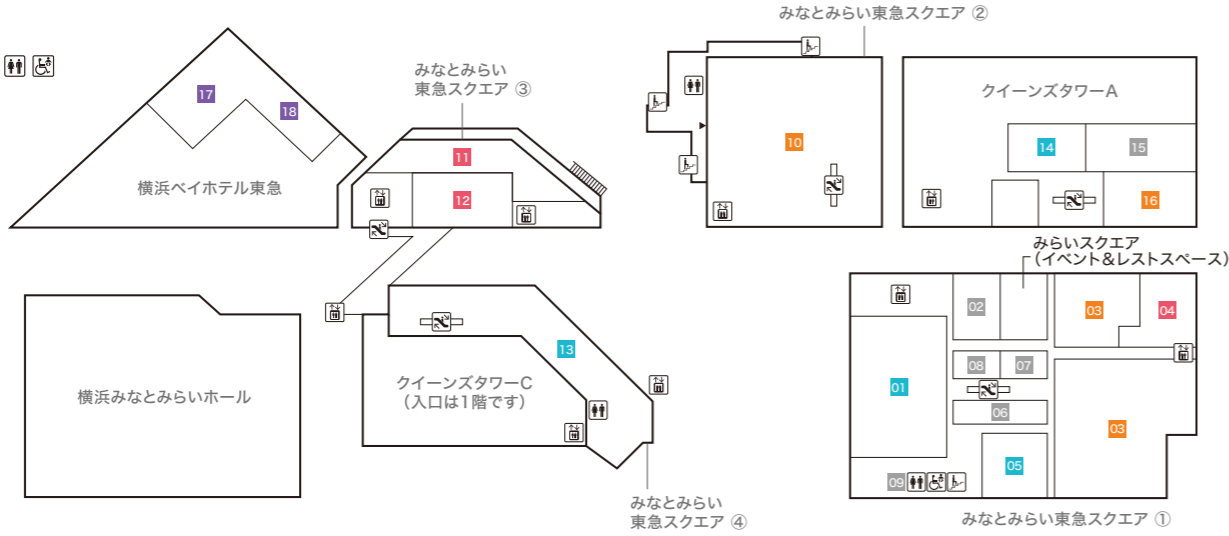 みなとみらい東急スクエア ②
みなとみらい
東急スクエア ③
クイーンズタワーA
17
18
11
12
10
14
15
16
横浜ベイホテル東急
みらいスクエア
（イベント&レストスペース）
02
03
04
13
08
07
01
06
03
05
09
横浜みなとみらいホール
クイーンズタワーC
（入口は1階です）
みなとみらい
東急スクエア ④
みなとみらい東急スクエア ①